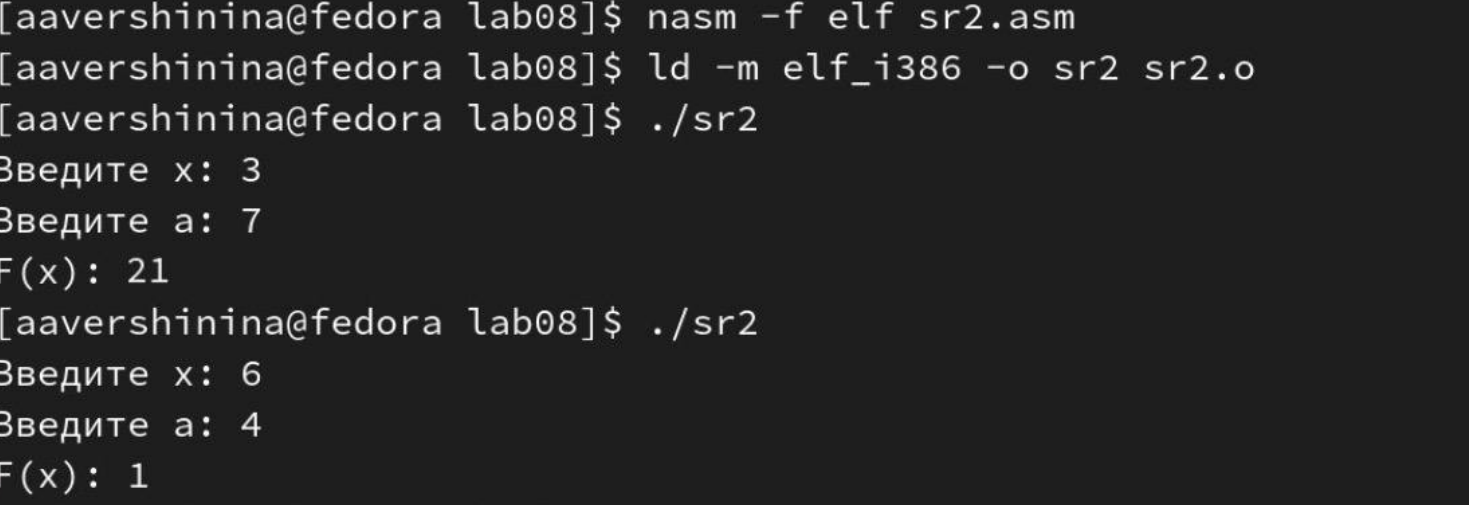 [aavershinina@fedora lab08]$ nasm -f elf sr2.asm
[aavershinina@fedora lab08]$ ld -m elf_i386 -o sr2 sr2.o
[aavershinina@fedora lab08]$ ./sr2
Введите x: 3
Введите a: 7
F(x): 21
[aavershinina@fedora lab08]$ ./sr2
Введите x: 6
Введите a: 4
F(x): 1